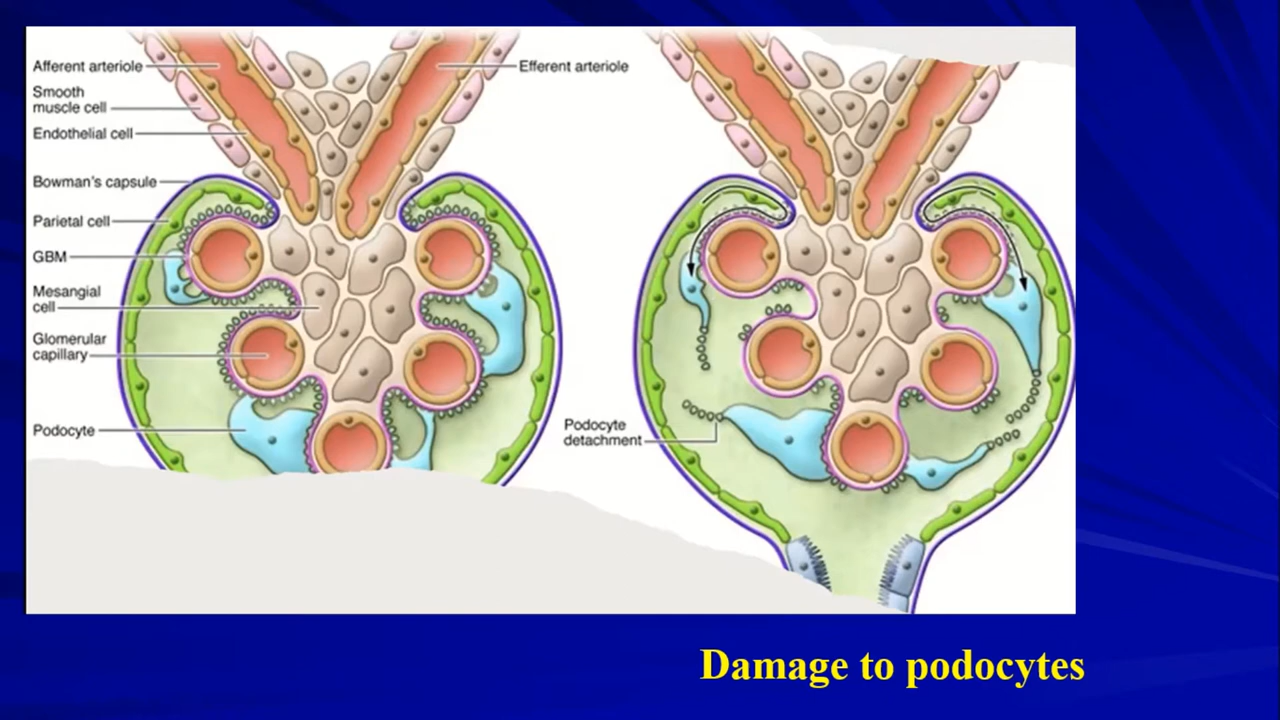 Afferent arteriole
Efferent arteriole
Smooth
muscle cell
Endothelial cell
Bowman's capsule
Parietal cell
GBM
Mesangial
cell
Glomerular
capillary
Podocyte
Podocyte
detachment
Damage to podocytes